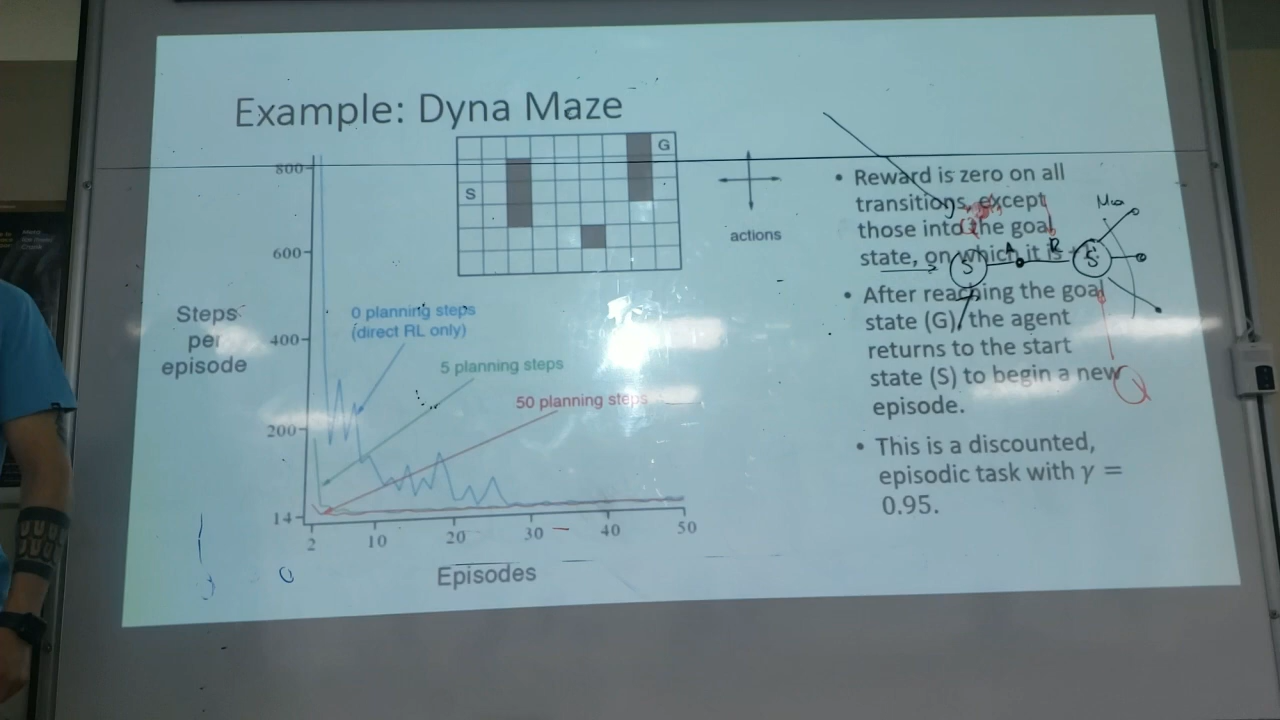 Example: Dyna Maze
800
600
400
200
14
2
10
20
30
40
50
Steps
per
episode
Episodes
0 planning steps
(direct RL only)
5 planning steps
50 planning steps
S
G
actions
• Reward is zero on all
transitions, except
those into the goal
state, on which it is
• After reaching the goal
state (G), the agent
returns to the start
state (S) to begin a new
episode.
• This is a discounted,
episodic task with γ =
0.95.
S
A
R
S'
Q